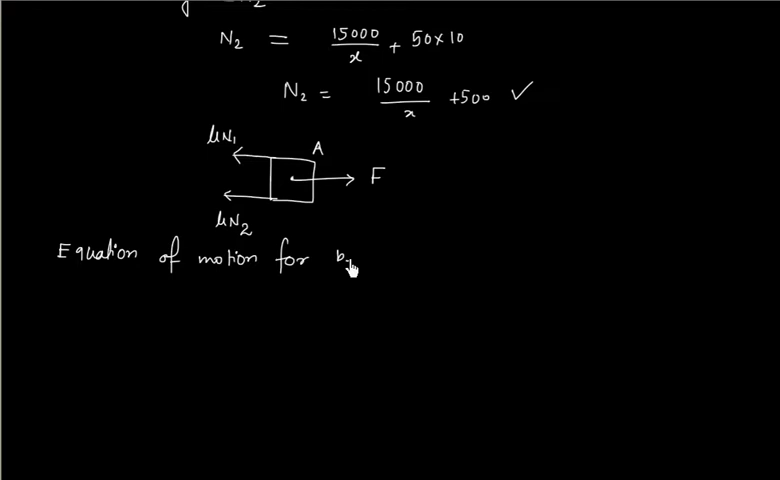 N₂ = 15000/x + 50×10
N₂ = 15000/x +500 ✓
μN₁
A
F
μN₂
Equation of motion for b